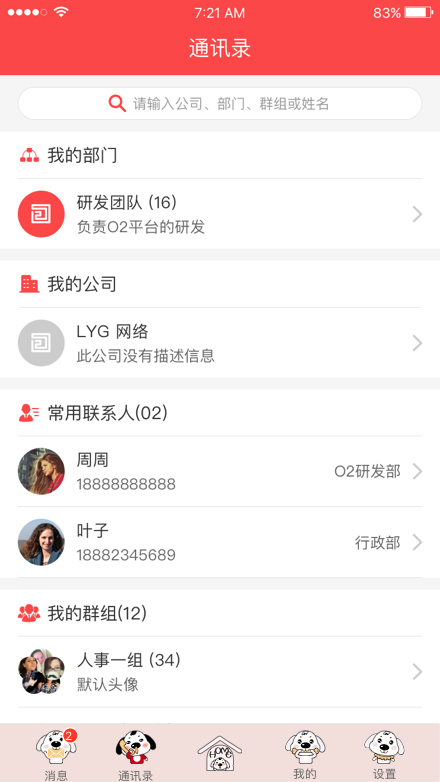 7:21 AM
83%
通讯录
请输入公司、部门、群组或姓名
我的部门
研发团队 (16)
负责O2平台的研发
我的公司
LYG 网络
此公司没有描述信息
常用联系人(02)
周周
18888888888
O2研发部
叶子
18882345689
行政部
我的群组(12)
人事一组 (34)
默认头像
2
HOME
消息
通讯录
我的
设置